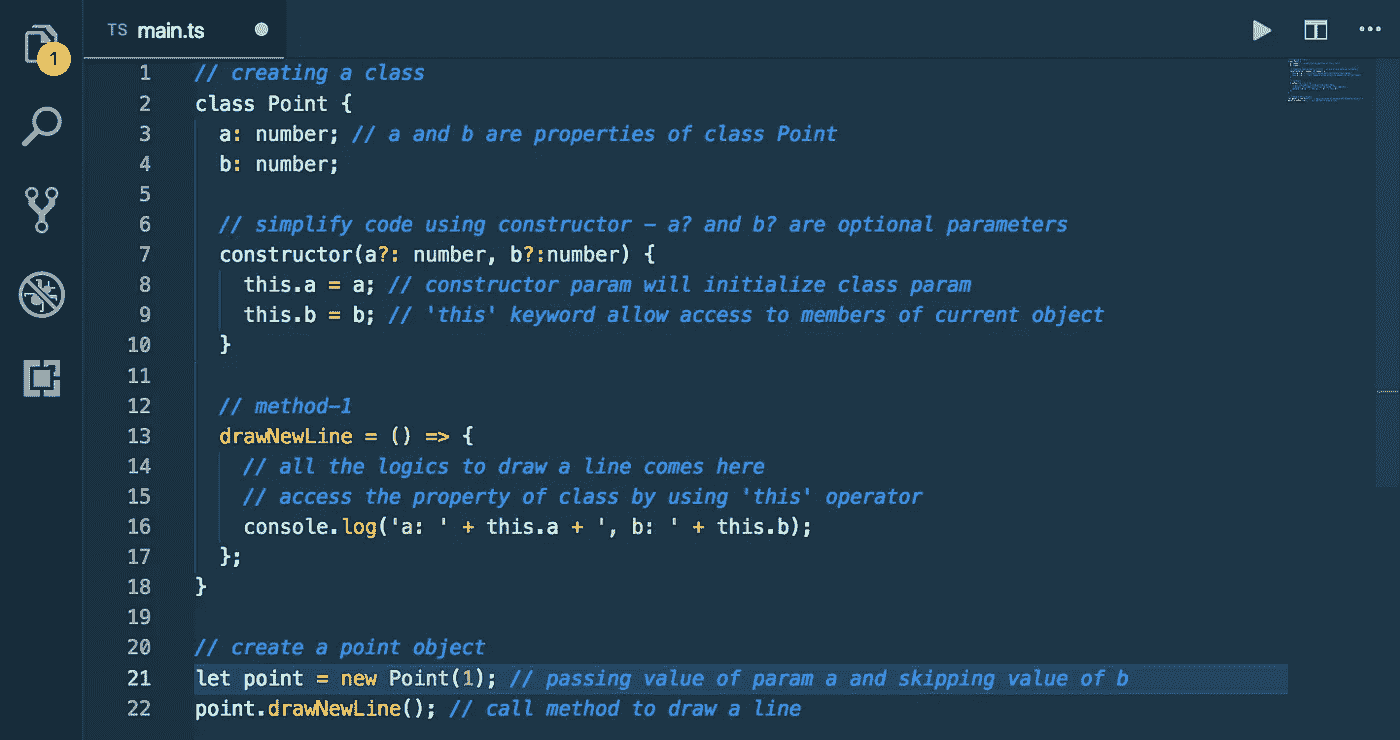 TS main.ts
1
1 // creating a class
2 class Point {
3 a: number; // a and b are properties of class Point
4 b: number;
5
6 // simplify code using constructor – a? and b? are optional parameters
7 constructor(a?: number, b?:number) {
8 this.a = a; // constructor param will initialize class param
9 this.b = b; // 'this' keyword allow access to members of current object
10 }
11
12 // method–1
13 drawNewLine = () => {
14 // all the logics to draw a line comes here
15 // access the property of class by using 'this' operator
16 console.log('a: ' + this.a + ', b: ' + this.b);
17 };
18 }
19
20 // create a point object
21 let point = new Point(1); // passing value of param a and skipping value of b
22 point.drawNewLine(); // call method to draw a line